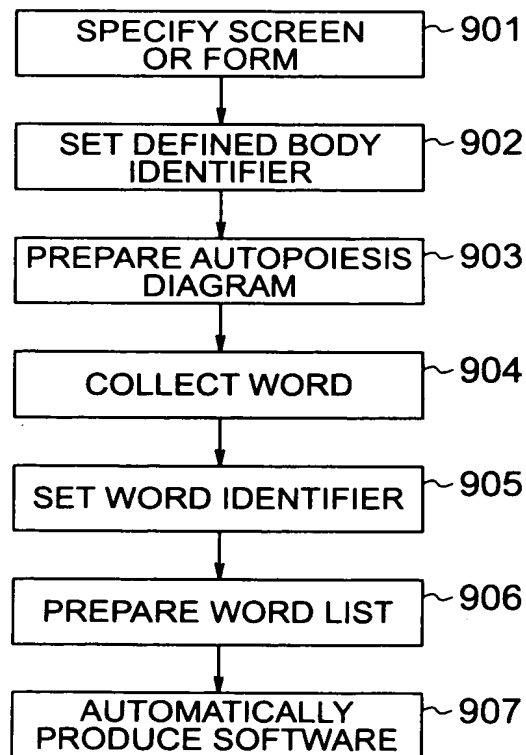 SPECIFY SCREEN
OR FORM
901
SET DEFINED BODY
IDENTIFIER
902
PREPARE AUTOPOIESIS
DIAGRAM
903
COLLECT WORD
904
SET WORD IDENTIFIER
905
PREPARE WORD LIST
906
AUTOMATICALLY
PRODUCE SOFTWARE
907